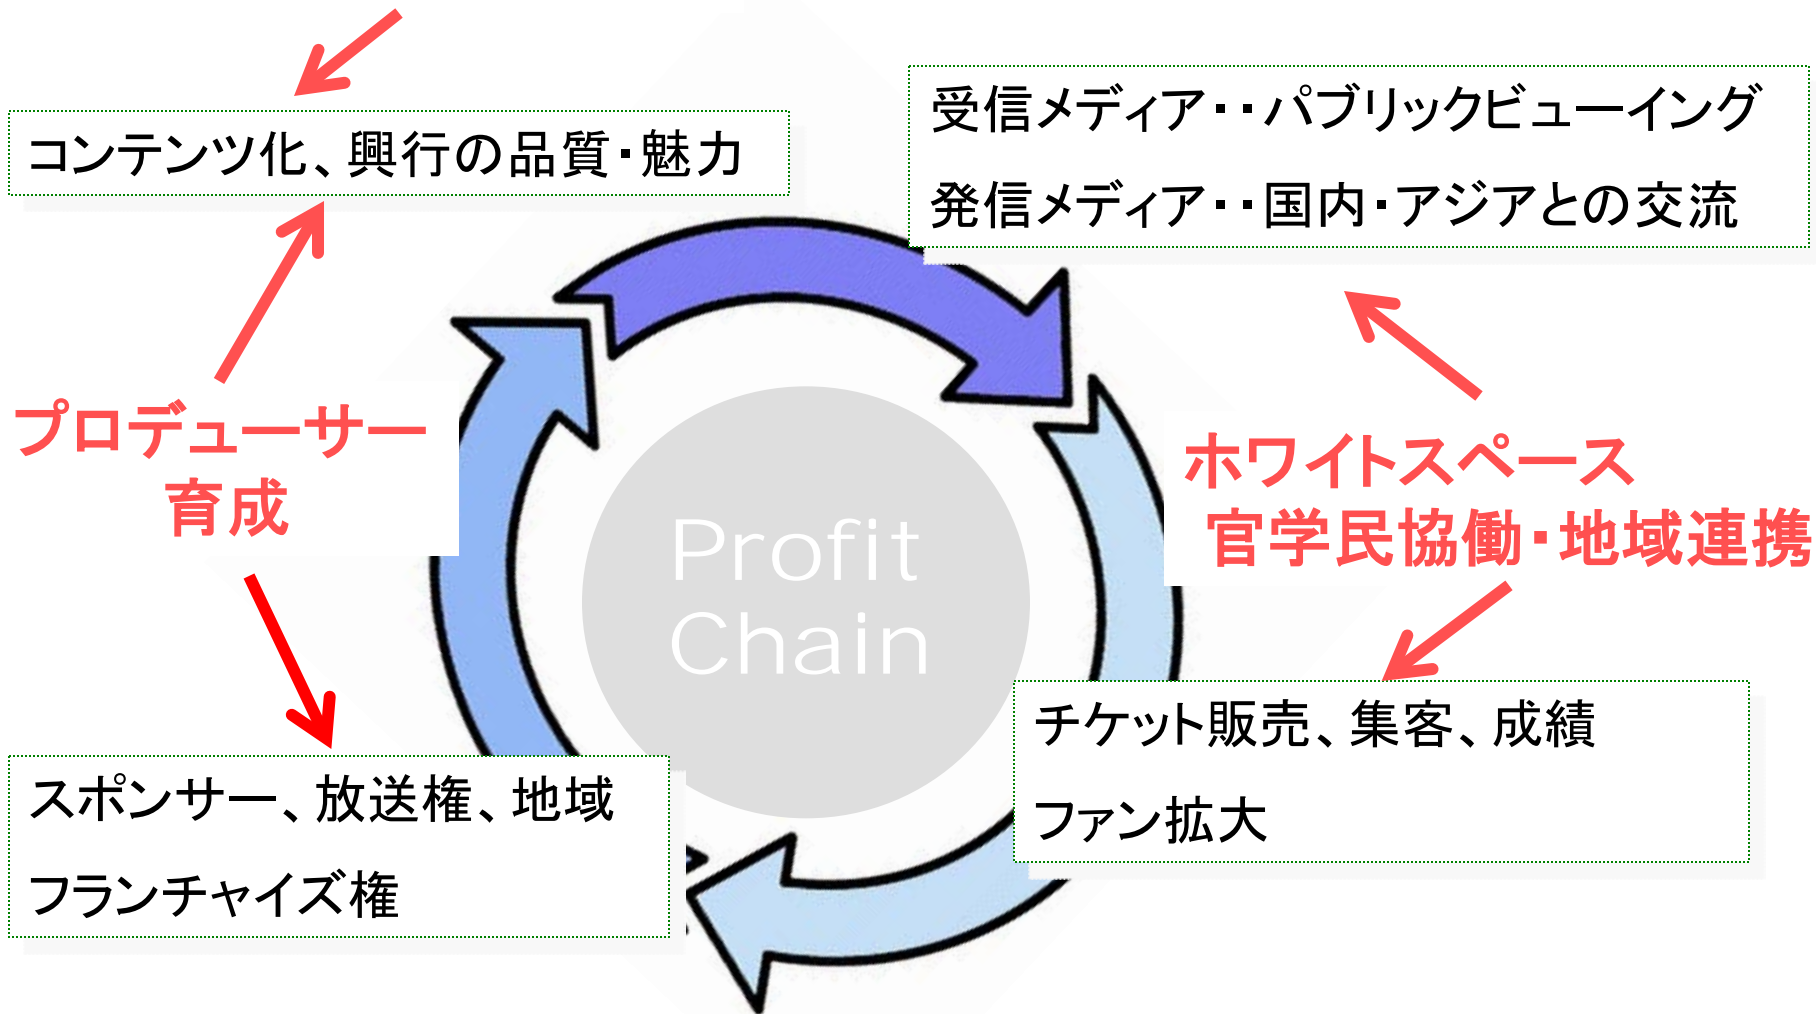 コンテンツ化、興行の品質・魅力
受信メディア・・パブリックビューイング
発信メディア・・国内・アジアとの交流
プロデューサー
育成
Profit
Chain
ホワイトスペース
官学民協働・地域連携
スポンサー、放送権、地域
フランチャイズ権
チケット販売、集客、成績
ファン拡大